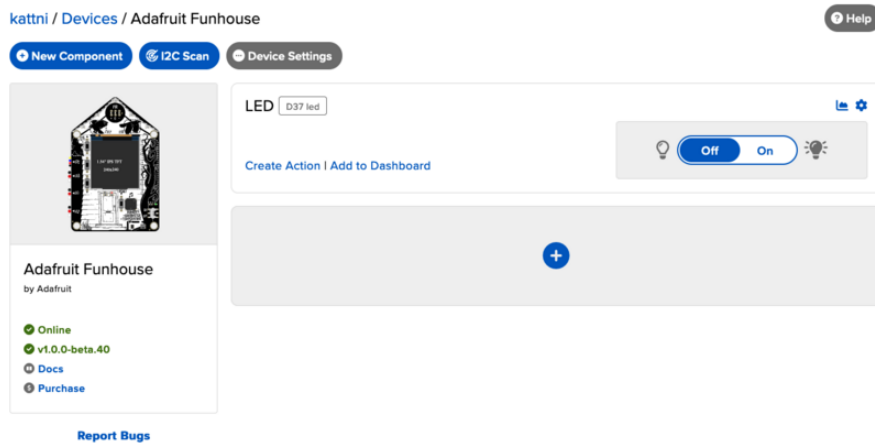 kattni / Devices / Adafruit Funhouse
Help
New Component
I2C Scan
Device Settings
LED D37 led
Off On
Create Action | Add to Dashboard
Adafruit Funhouse
by Adafruit
Online
v1.0.0-beta.40
Docs
Purchase
Report Bugs